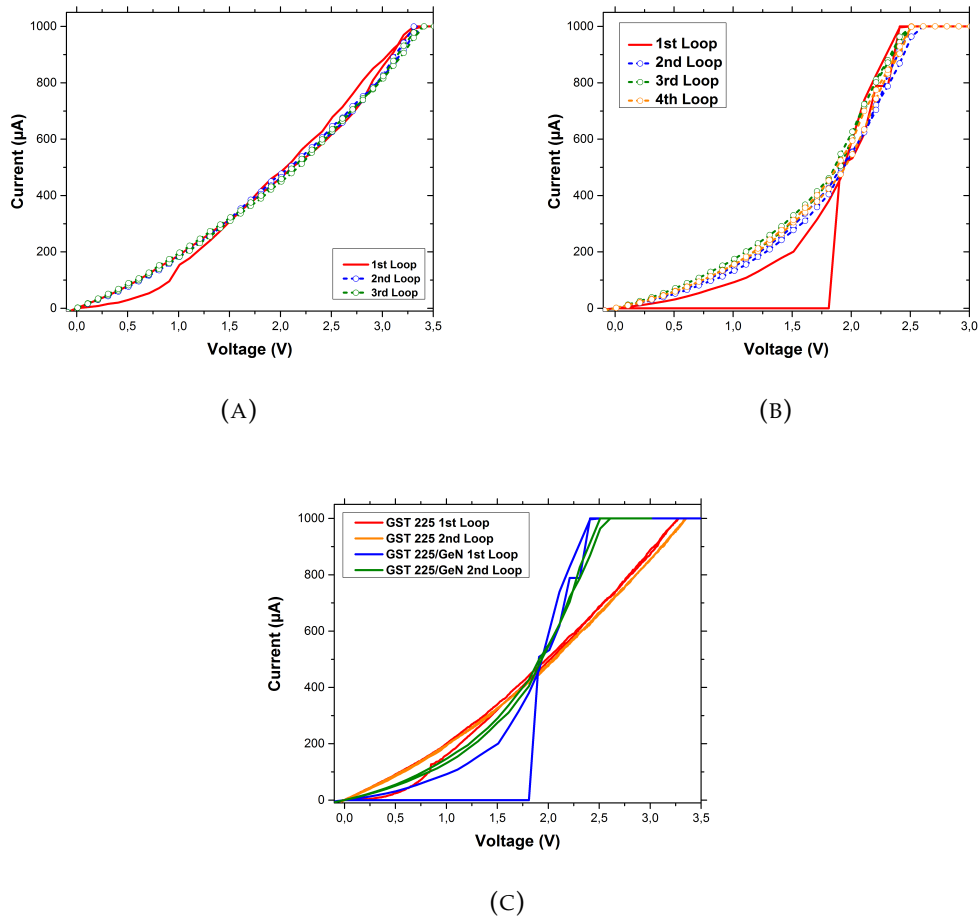 1000
800
600
400
200
0
Current (µA)
0,0 0,5 1,0 1,5 2,0 2,5 3,0 3,5
Voltage (V)
1st Loop
2nd Loop
3rd Loop
(A)
1000
800
600
400
200
0
Current (µA)
0,0 0,5 1,0 1,5 2,0 2,5 3,0
Voltage (V)
1st Loop
2nd Loop
3rd Loop
4th Loop
(B)
1000
800
600
400
200
0
Current (µA)
0,0 0,5 1,0 1,5 2,0 2,5 3,0 3,5
Voltage (V)
GST 225 1st Loop
GST 225 2nd Loop
GST 225/GeN 1st Loop
GST 225/GeN 2nd Loop
(C)